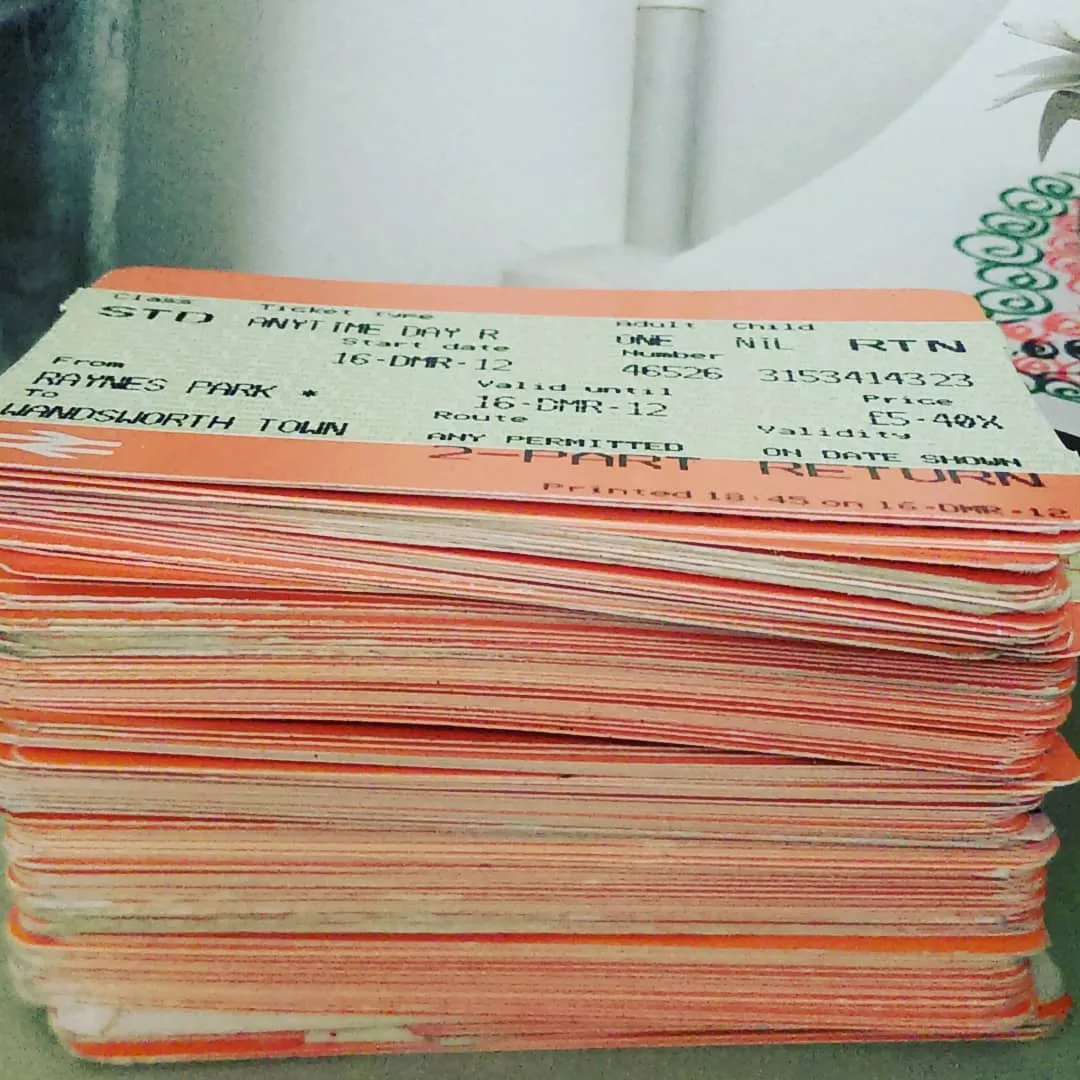 Class Ticket type Adult Child
STD ANYTIME DAY R ONE NIL RTN
Start date Number
16-DMR-12 46526 3153414323
From Valid until Price
RAYNES PARK * 16-DMR-12 £5-40X
To Route Validity
WANDSWORTH TOWN ANY PERMITTED ON DATE SHOWN
2-PART RETURN
Printed 18:45 on 16-DMR-12